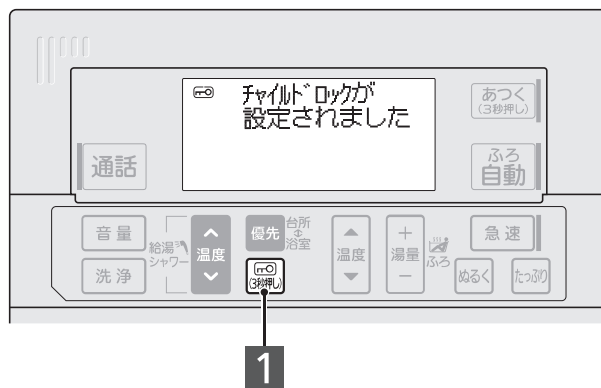 チャイルドロックが
設定されました
あつく
(3秒押し)
通話
ふろ
自動
音量
給湯
シャワー
温度
優先
台所
浴室
温度
湯量
ふろ
急速
洗浄
(3秒押し)
ぬるく
たっぷり
1